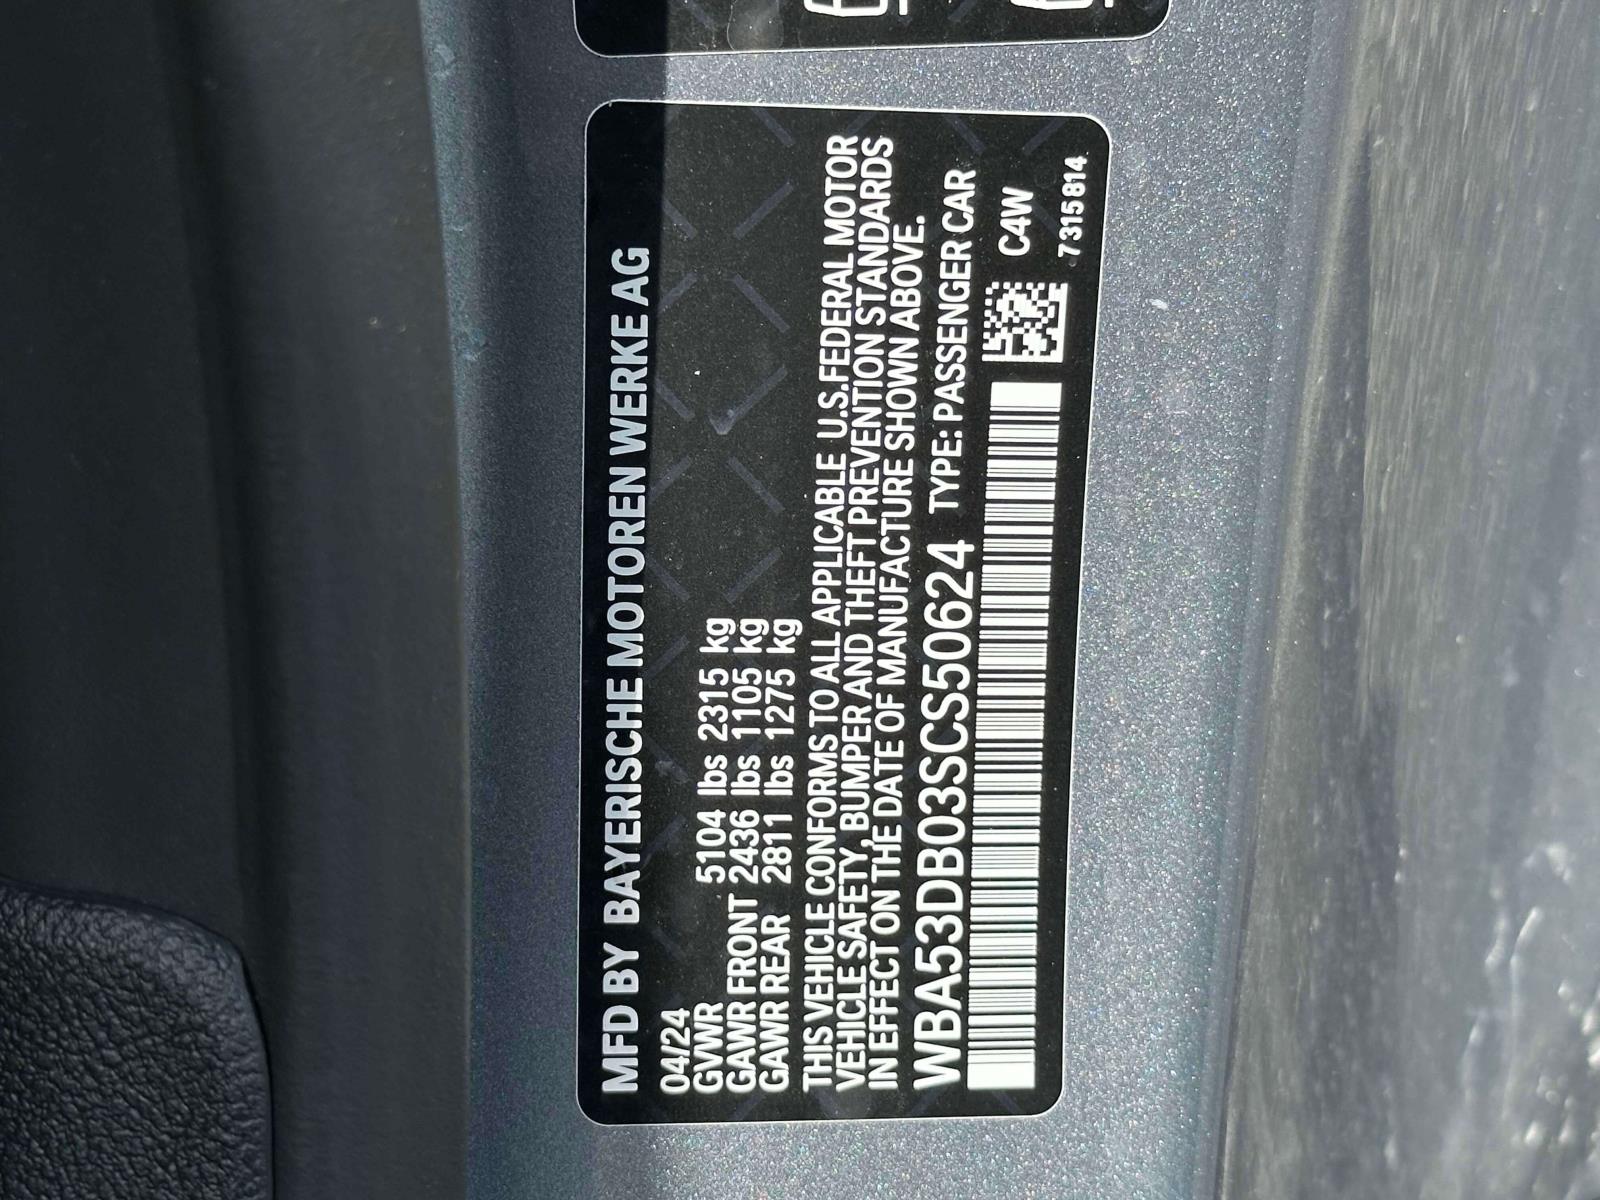 MFD BY BAYERISCHE MOTOREN WERKE AG
04/24
GVWR 5104 lbs 2315 kg
GAWR FRONT 2436 lbs 1105 kg
GAWR REAR 2811 lbs 1275 kg
THIS VEHICLE CONFORMS TO ALL APPLICABLE U.S. FEDERAL MOTOR
VEHICLE SAFETY, BUMPER AND THEFT PREVENTION STANDARDS
IN EFFECT ON THE DATE OF MANUFACTURE SHOWN ABOVE.
WBA53DB03SCS50624 TYPE: PASSENGER CAR
C4W
7315814